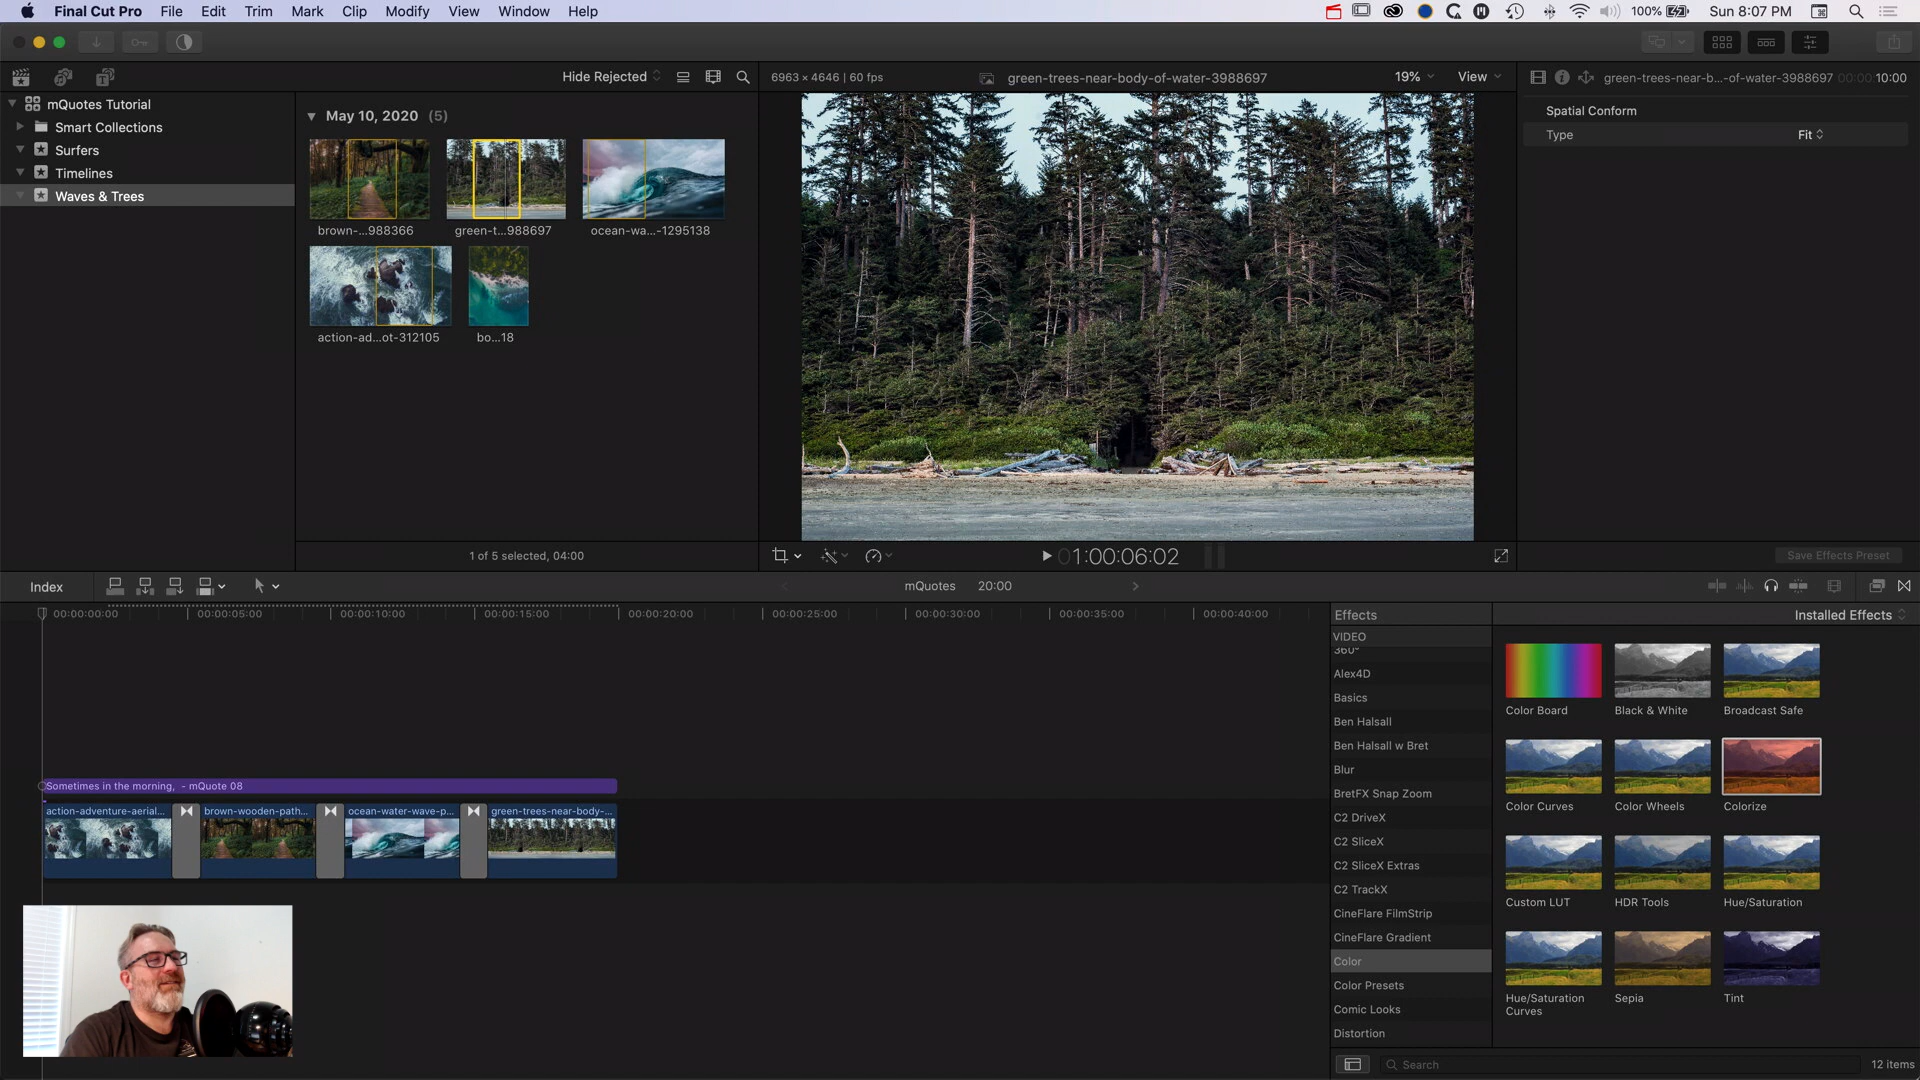 Final Cut Pro File Edit Trim Mark Clip Modify View Window Help
100% Sun 8:07 PM
Hide Rejected
6963 × 4646 | 60 fps
green-trees-near-body-of-water-3988697
19%
View
green-trees-near-b...-of-water-3988697
00:00:10:00
mQuotes Tutorial
Smart Collections
Surfers
Timelines
Waves & Trees
May 10, 2020 (5)
brown-...988366
green-t...988697
ocean-wa...-1295138
action-ad...ot-312105
bo...18
1 of 5 selected, 04:00
01:00:06:02
Spatial Conform
Type
Fit
Save Effects Preset
Index
mQuotes 20:00
00:00:00:00
00:00:05:00
00:00:10:00
00:00:15:00
00:00:20:00
00:00:25:00
00:00:30:00
00:00:35:00
00:00:40:00
Sometimes in the morning, - mQuote 08
action-adventure-aerial...
brown-wooden-path...
ocean-water-wave-p...
green-trees-near-body-...
Effects
Installed Effects
VIDEO
360°
Alex4D
Basics
Ben Halsall
Ben Halsall w Bret
Blur
BretFX Snap Zoom
C2 DriveX
C2 SliceX
C2 SliceX Extras
C2 TrackX
CineFlare FilmStrip
CineFlare Gradient
Color
Color Presets
Comic Looks
Distortion
Color Board
Black & White
Broadcast Safe
Color Curves
Color Wheels
Colorize
Custom LUT
HDR Tools
Hue/Saturation
Hue/Saturation
Curves
Sepia
Tint
Search
12 items